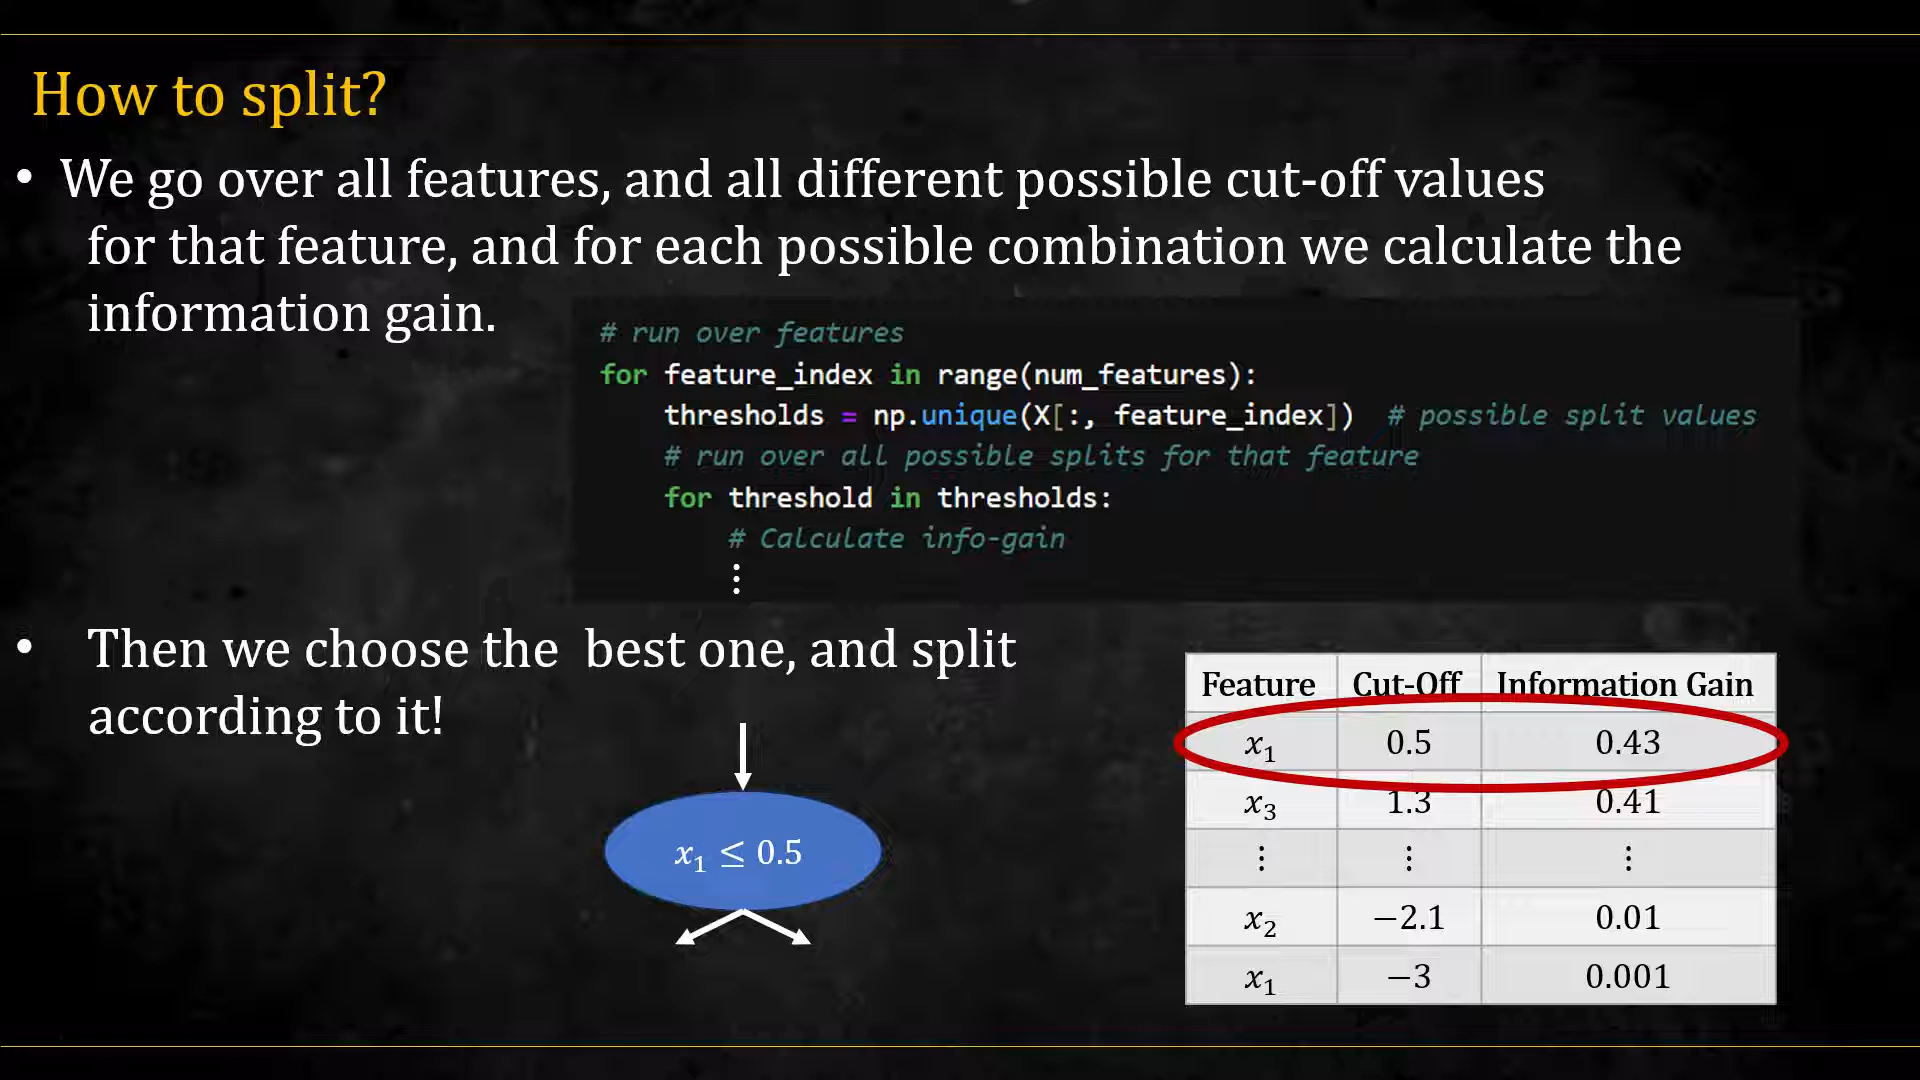 How to split?
• We go over all features, and all different possible cut-off values
for that feature, and for each possible combination we calculate the
information gain.
# run over features
for feature_index in range(num_features):
    thresholds = np.unique(X[:, feature_index])  # possible split values
    # run over all possible splits for that feature
    for threshold in thresholds:
        # Calculate info-gain
        ⋮
• Then we choose the  best one, and split
according to it!
x₁ ≤ 0.5
Feature Cut-Off Information Gain
x₁ 0.5 0.43
x₃ 1.3 0.41
⋮ ⋮ ⋮
x₂ −2.1 0.01
x₁ −3 0.001